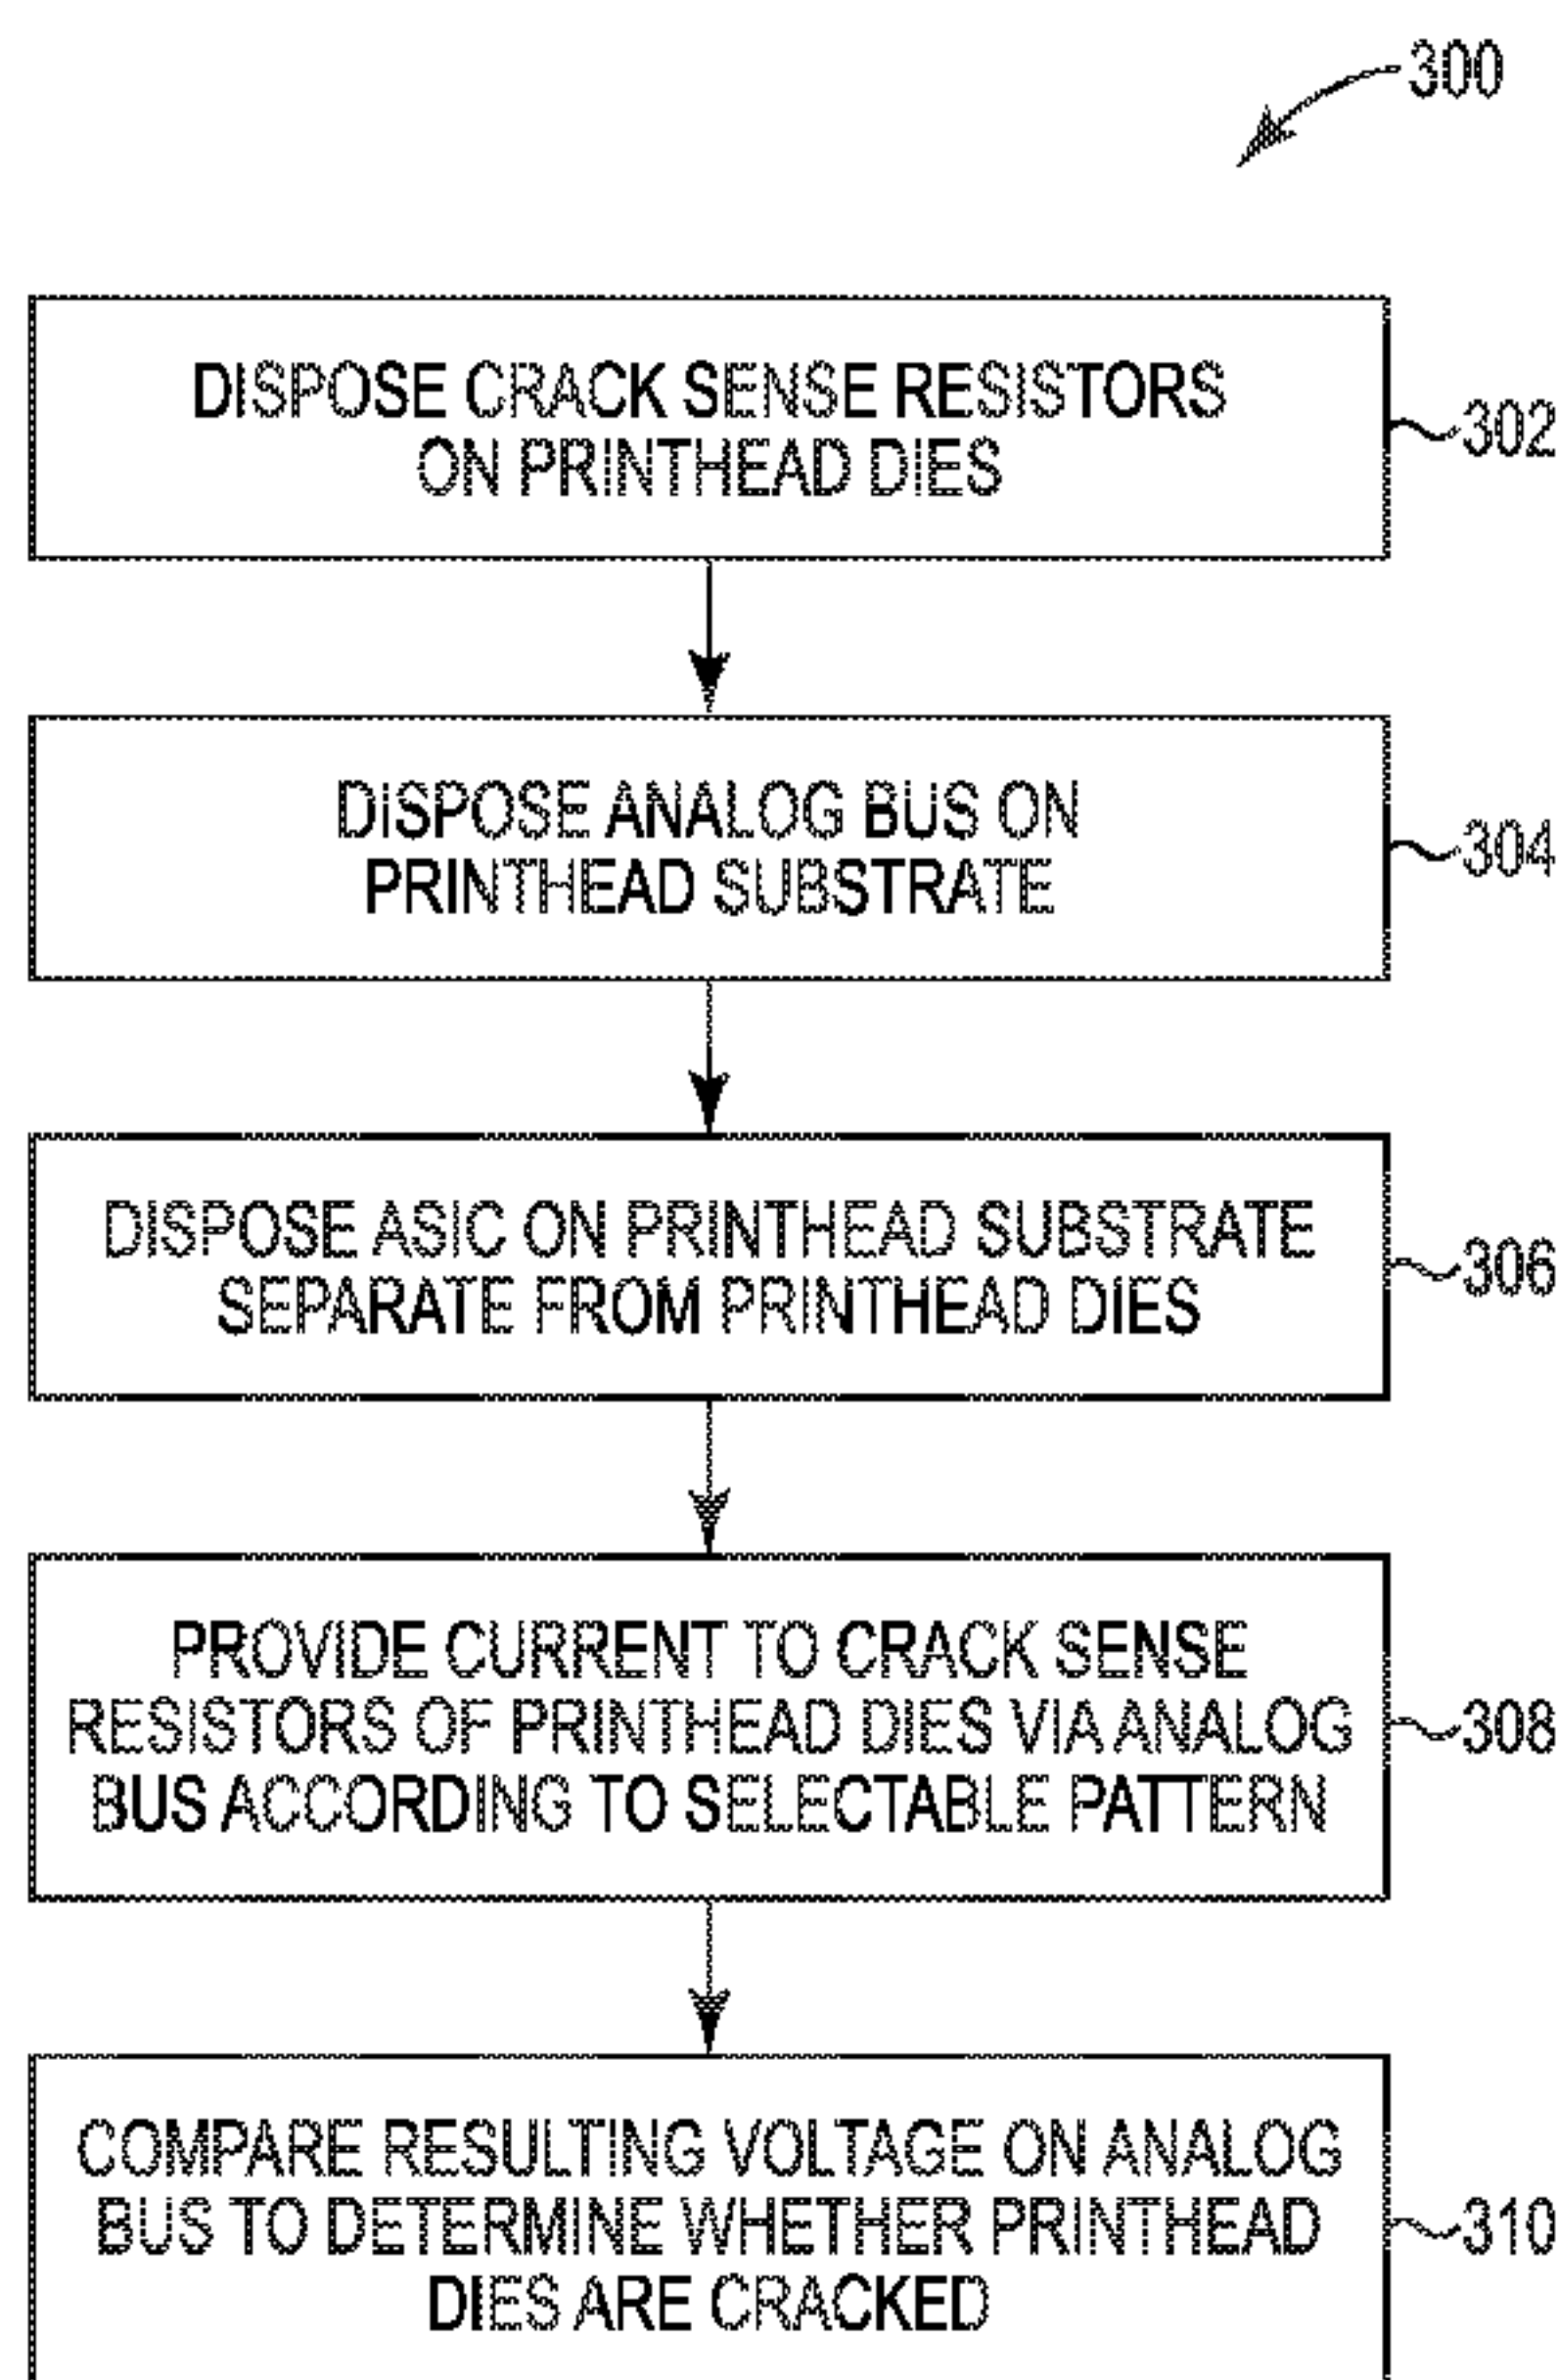 300
DISPOSE CRACK SENSE RESISTORS
ON PRINTHEAD DIES
302
DISPOSE ANALOG BUS ON
PRINTHEAD SUBSTRATE
304
DISPOSE ASIC ON PRINTHEAD SUBSTRATE
SEPARATE FROM PRINTHEAD DIES
306
PROVIDE CURRENT TO CRACK SENSE
RESISTORS OF PRINTHEAD DIES VIA ANALOG
BUS ACCORDING TO SELECTABLE PATTERN
308
COMPARE RESULTING VOLTAGE ON ANALOG
BUS TO DETERMINE WHETHER PRINTHEAD
DIES ARE CRACKED
310